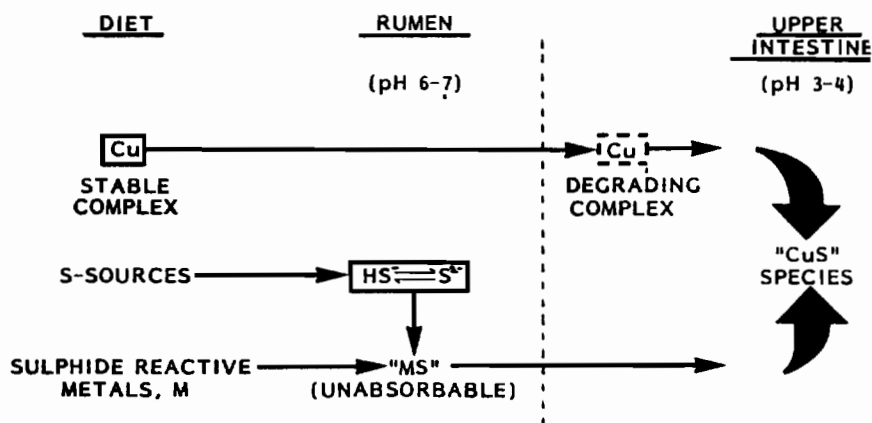 DIET
RUMEN
UPPER
INTESTINE
(pH 6-7)
(pH 3-4)
Cu
Cu
STABLE
COMPLEX
DEGRADING
COMPLEX
"CuS"
SPECIES
S-SOURCES
HS⁻ ⇌ S
SULPHIDE REACTIVE
METALS, M
"MS"
(UNABSORBABLE)